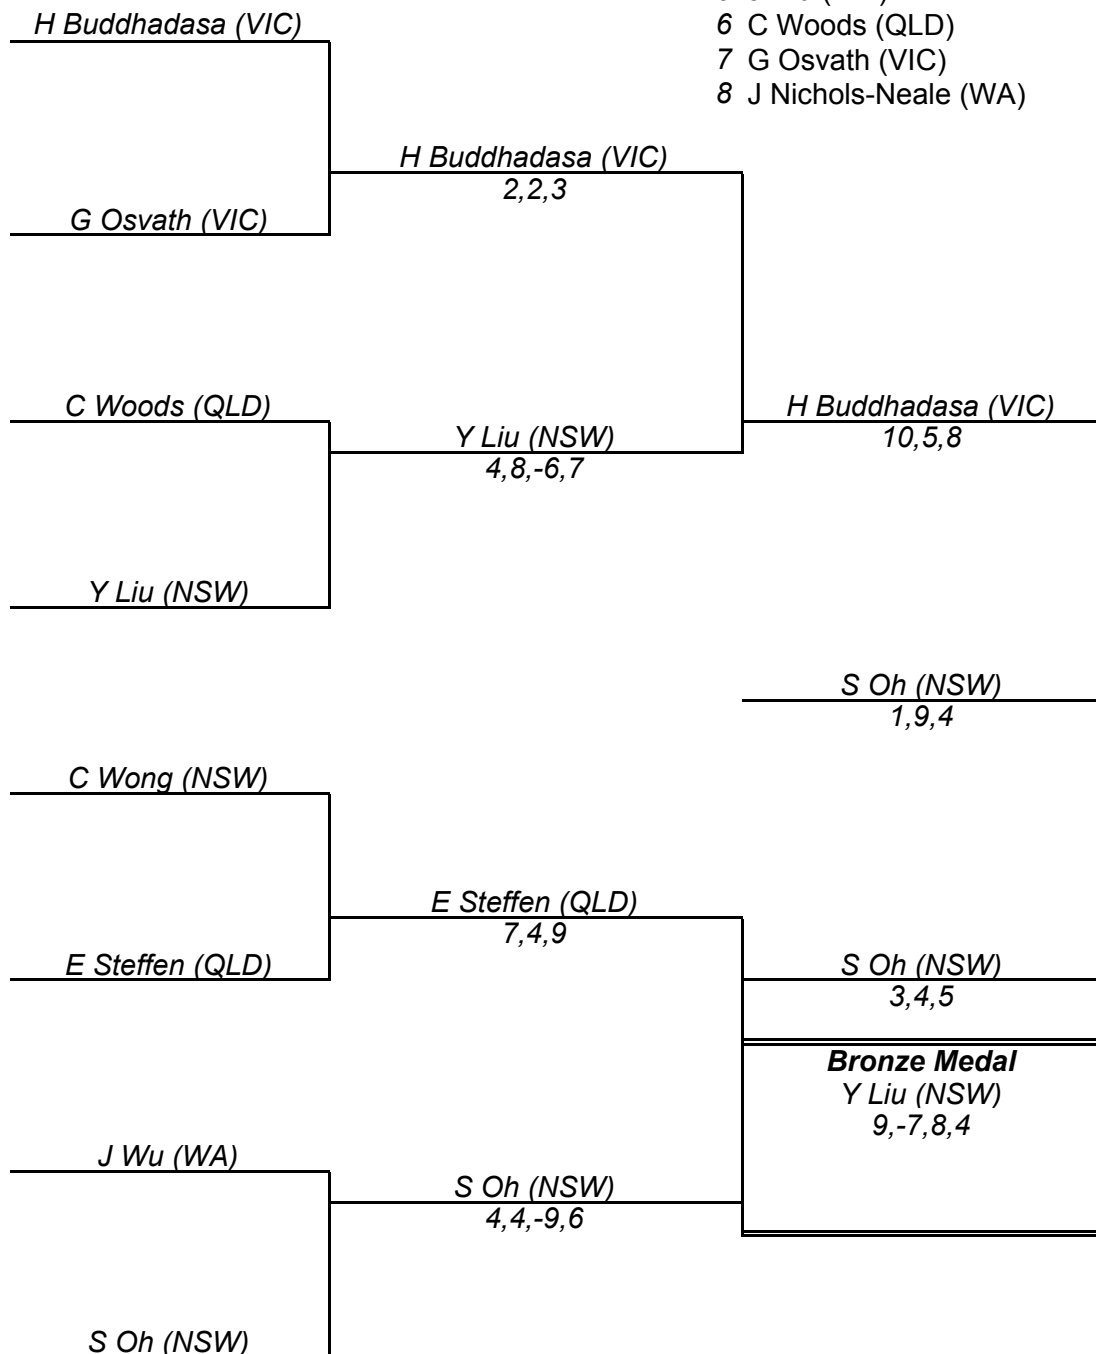 6 C Woods (QLD)
7 G Osvath (VIC)
8 J Nichols-Neale (WA)
H Buddhadasa (VIC)
H Buddhadasa (VIC)
2,2,3
G Osvath (VIC)
C Woods (QLD)
H Buddhadasa (VIC)
10,5,8
Y Liu (NSW)
4,8,-6,7
Y Liu (NSW)
S Oh (NSW)
1,9,4
C Wong (NSW)
E Steffen (QLD)
7,4,9
E Steffen (QLD)
S Oh (NSW)
3,4,5
Bronze Medal
Y Liu (NSW)
9,-7,8,4
J Wu (WA)
S Oh (NSW)
4,4,-9,6
S Oh (NSW)